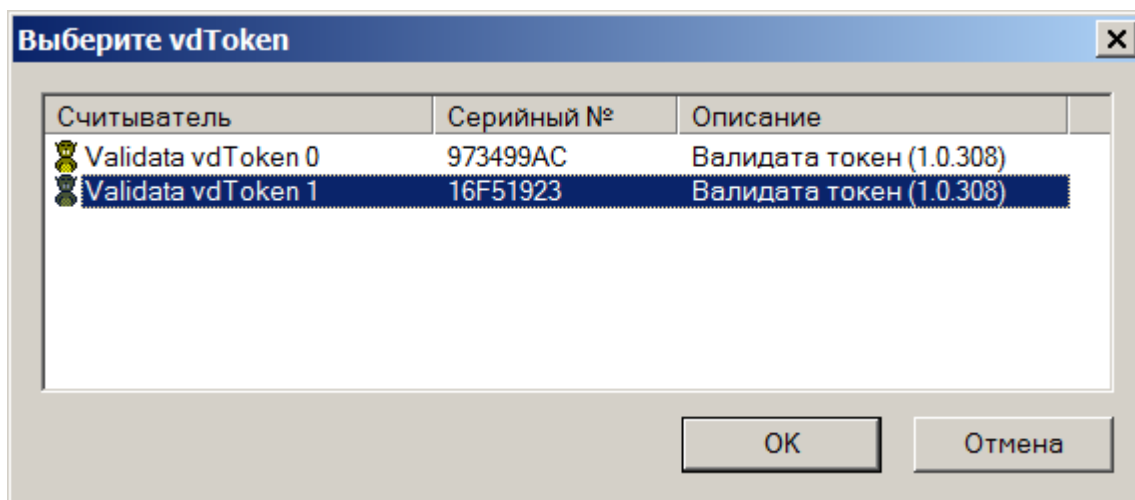 Выберите vdToken
Считыватель Серийный № Описание
Validata vdToken 0 973499AC Валидата токен (1.0.308)
Validata vdToken 1 16F51923 Валидата токен (1.0.308)
OK Отмена